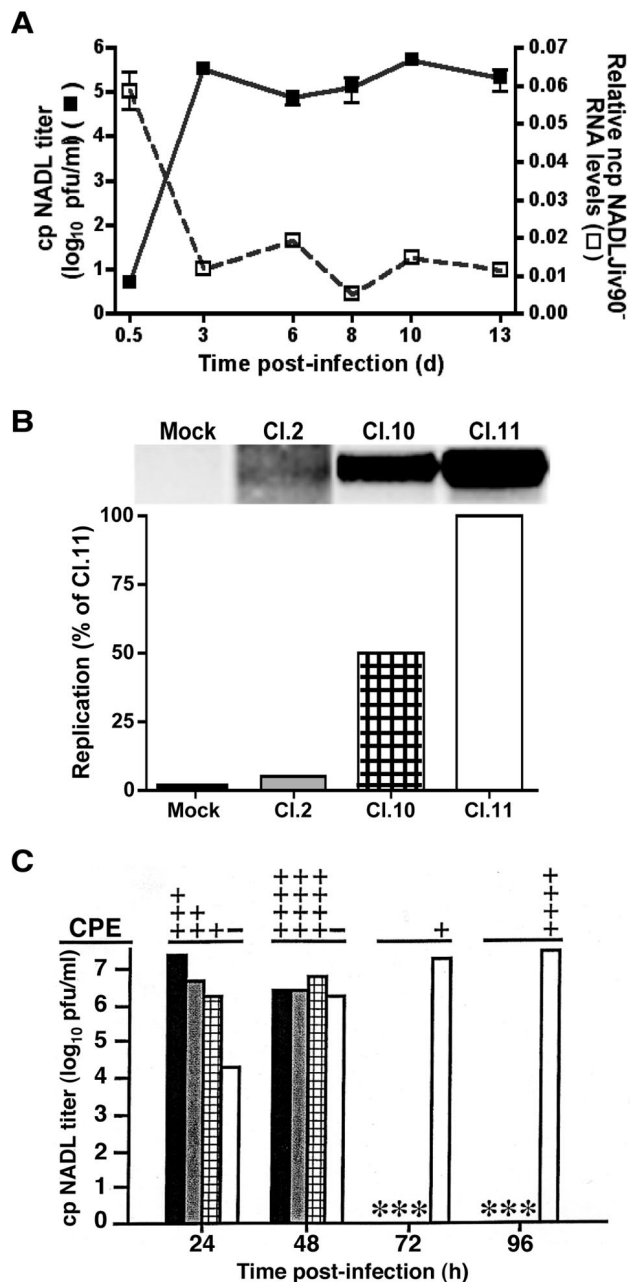 A
cp NADL titer
(log10 pfu/ml) (■)
6
5
4
3
2
1
0
0.07
0.06
0.05
0.04
0.03
0.02
0.01
0.00
Relative ncp NADLJiv90-
RNA levels (□)
0.5 3 6 8 10 13
Time post-infection (d)
B
Mock Cl.2 Cl.10 Cl.11
Replication (% of Cl.11)
100
75
50
25
0
Mock Cl.2 Cl.10 Cl.11
C
CPE
+++ ++ + −
++++ ++++ ++++ −
+
++++
cp NADL titer (log10 pfu/ml)
7
6
5
4
3
2
1
0
*** ***
24 48 72 96
Time post-infection (h)